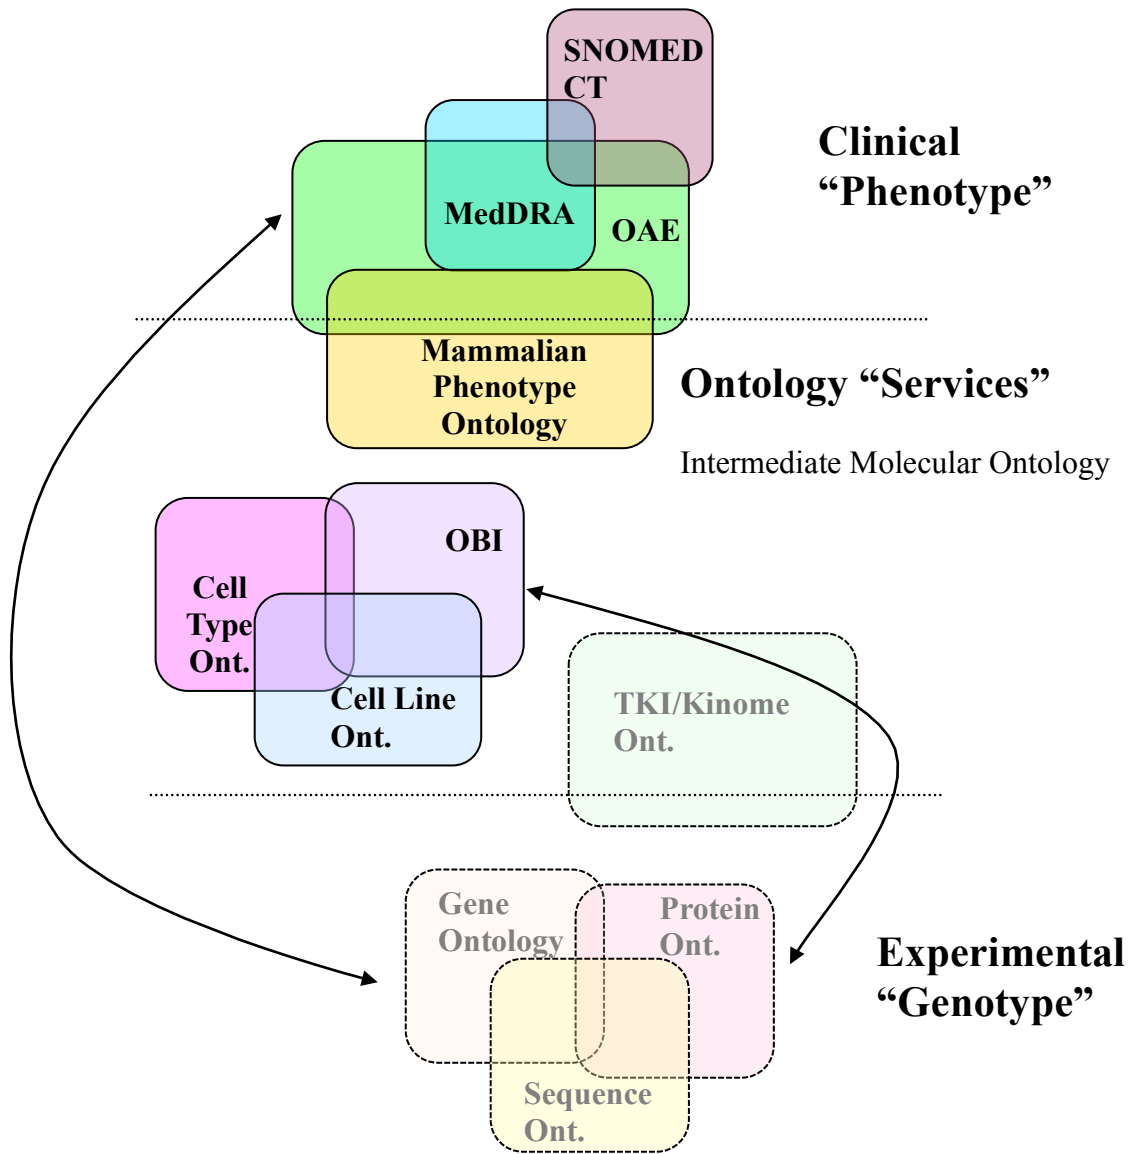 SNOMED
CT
Clinical
“Phenotype”
MedDRA
OAE
Mammalian
Phenotype
Ontology
Ontology “Services”
Intermediate Molecular Ontology
OBI
Cell
Type
Ont.
Cell Line
Ont.
TKI/Kinome
Ont.
Gene
Ontology
Protein
Ont.
Experimental
“Genotype”
Sequence
Ont.